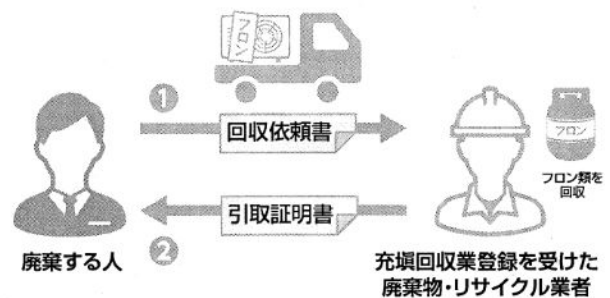 フロン
①
回収依頼書
フロン
フロン類を
回収
引取証明書
②
廃棄する人
充塡回収業登録を受けた
廃棄物・リサイクル業者